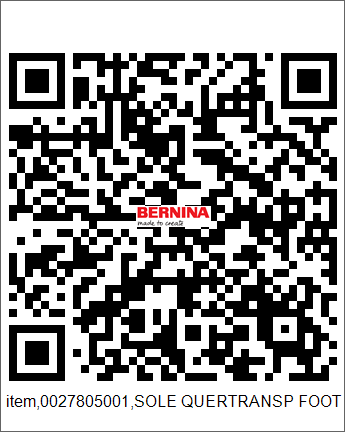 BERNINA
made to create
item,0027805001,SOLE QUERTRANSP FOOT